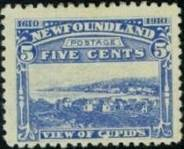 1610 1910
NEWFOUNDLAND
POSTAGE
5 FIVE CENTS 5
VIEW OF CUPIDS